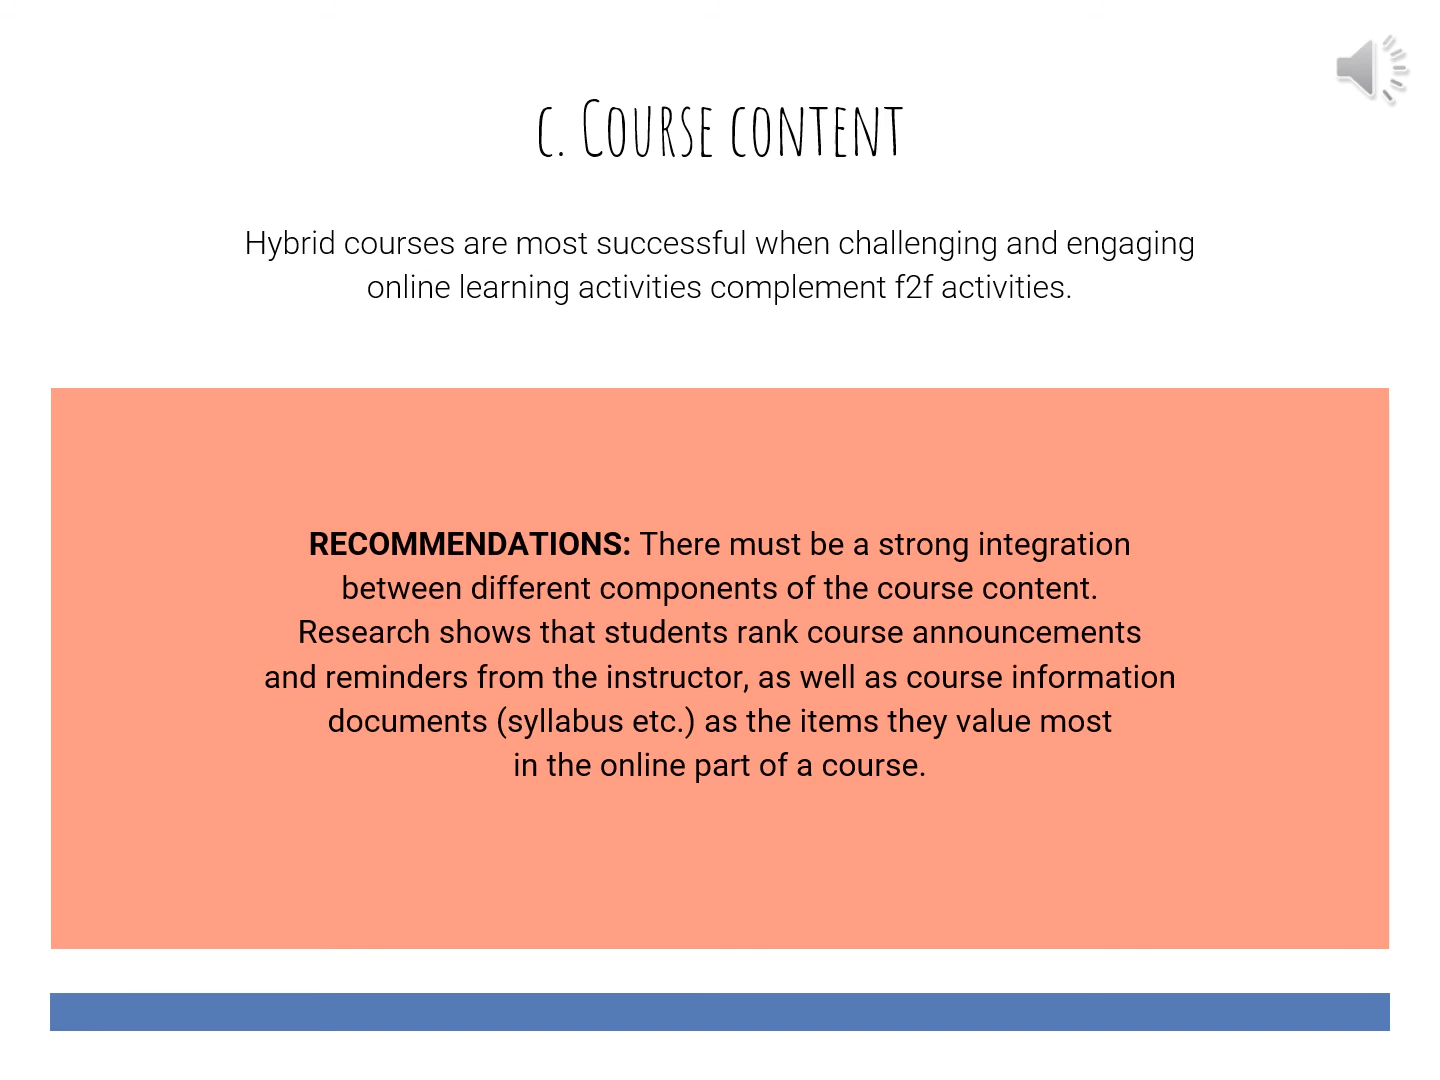 c. Course content
Hybrid courses are most successful when challenging and engaging
online learning activities complement f2f activities.
RECOMMENDATIONS: There must be a strong integration
between different components of the course content.
Research shows that students rank course announcements
and reminders from the instructor, as well as course information
documents (syllabus etc.) as the items they value most
in the online part of a course.